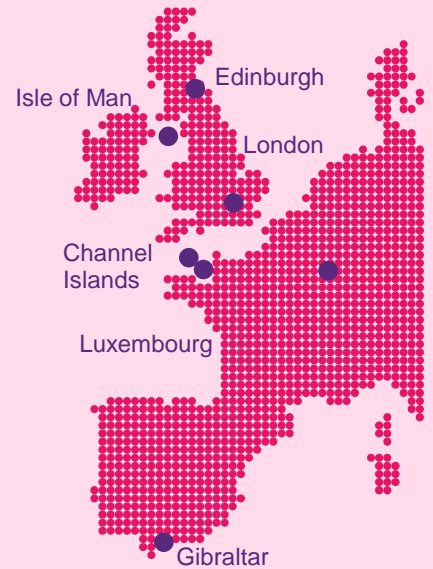 Edinburgh
Isle of Man
London
Channel
Islands
Luxembourg
Gibraltar